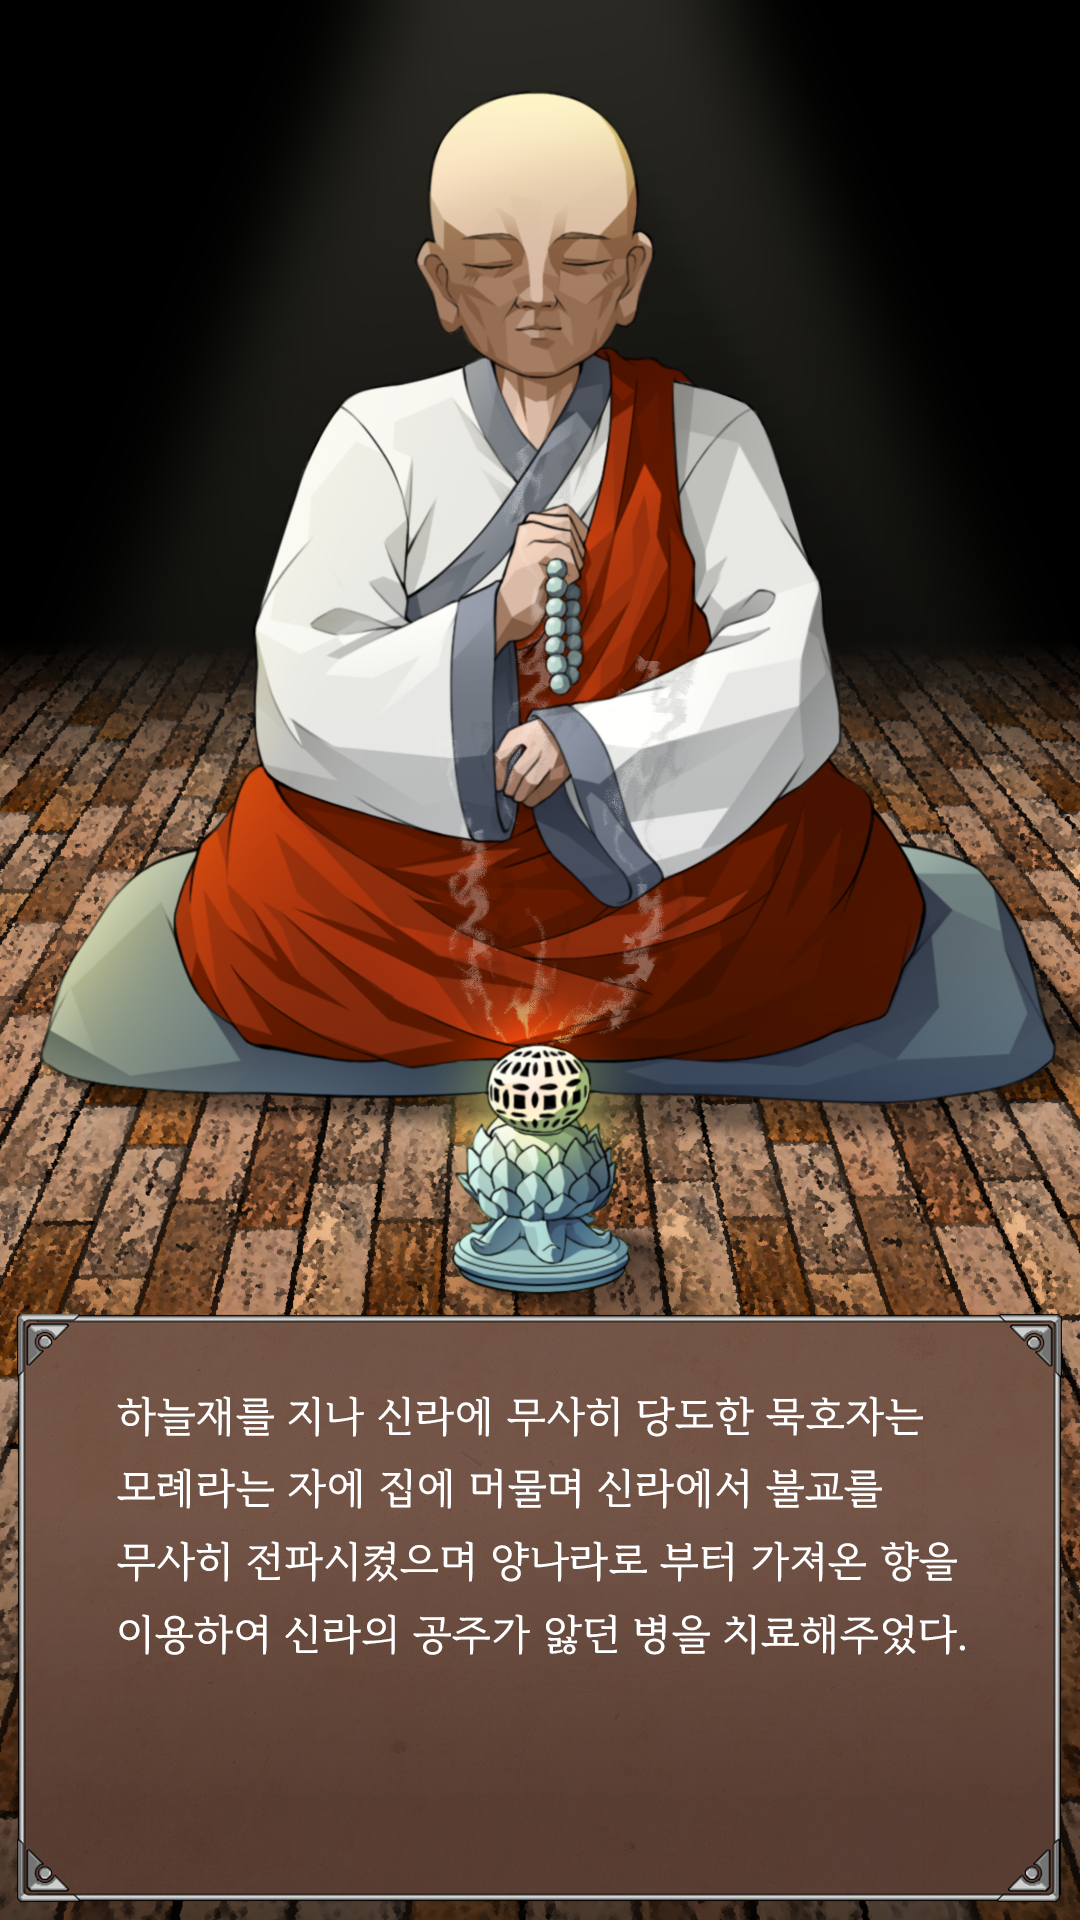 하늘재를 지나 신라에 무사히 당도한 묵호자는
모례라는 자에 집에 머물며 신라에서 불교를
무사히 전파시켰으며 양나라로 부터 가져온 향을
이용하여 신라의 공주가 앓던 병을 치료해주었다.